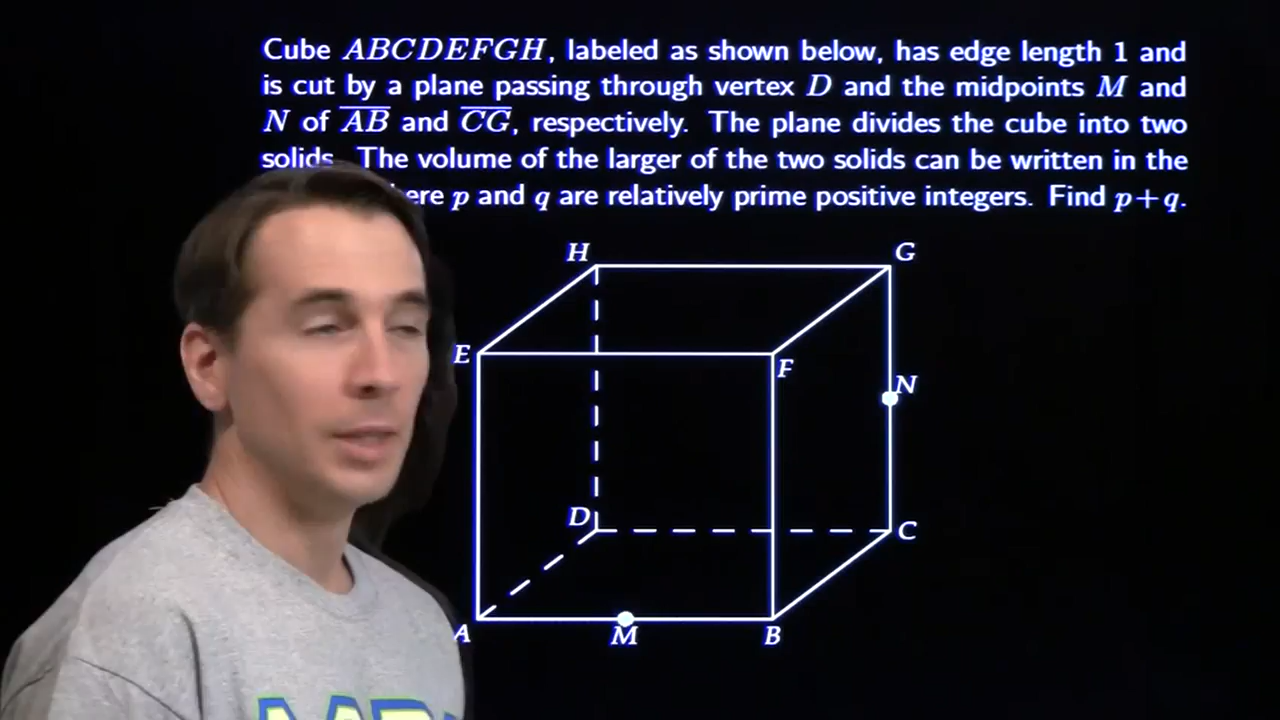 Cube ABCDEFGH, labeled as shown below, has edge length 1 and
is cut by a plane passing through vertex D and the midpoints M and
N of AB and CG, respectively. The plane divides the cube into two
solids. The volume of the larger of the two solids can be written in the
p and q are relatively prime positive integers. Find p+q.
H G
E F
N
D C
A M B